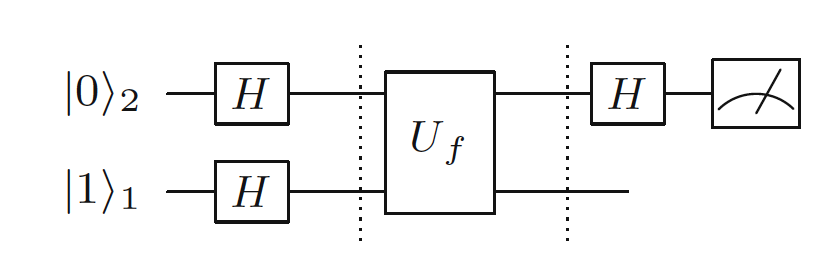 |0⟩₂ H H
U_f
|1⟩₁ H